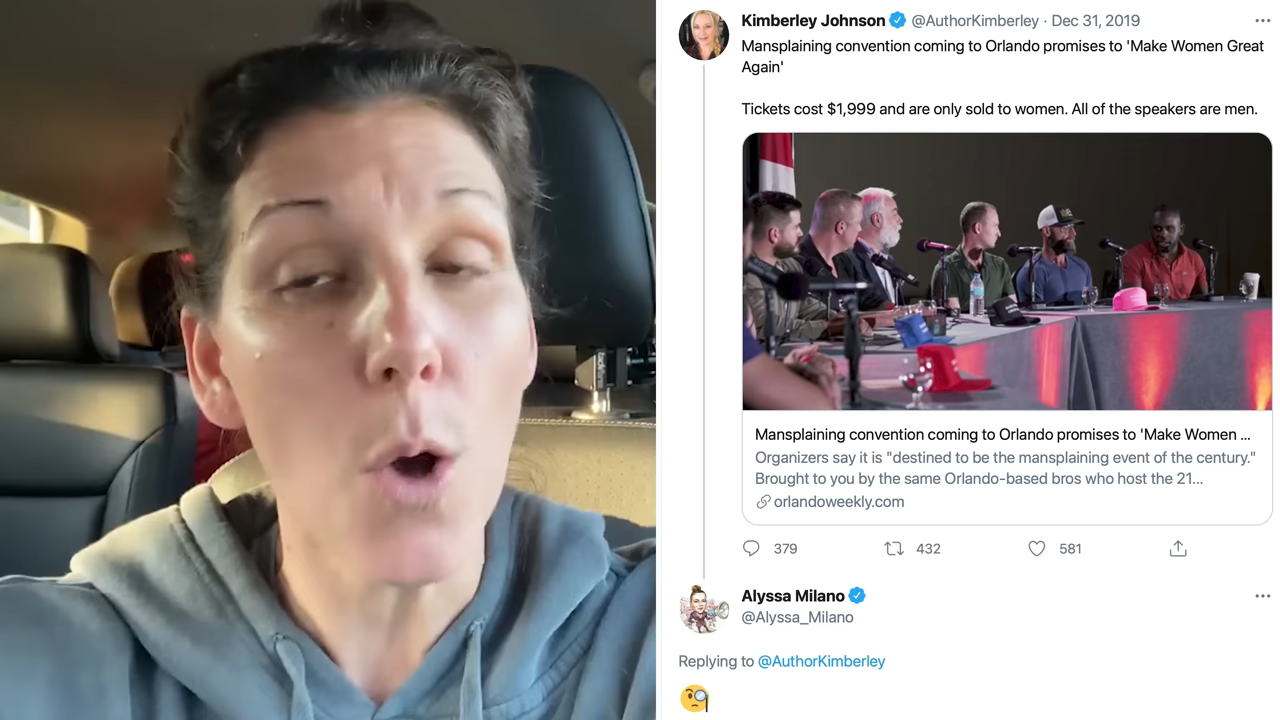 Kimberley Johnson @AuthorKimberley · Dec 31, 2019
Mansplaining convention coming to Orlando promises to 'Make Women Great
Again'
Tickets cost $1,999 and are only sold to women. All of the speakers are men.
Mansplaining convention coming to Orlando promises to 'Make Women ...
Organizers say it is "destined to be the mansplaining event of the century."
Brought to you by the same Orlando-based bros who host the 21...
orlandoweekly.com
379 432 581
Alyssa Milano
@Alyssa_Milano
Replying to @AuthorKimberley